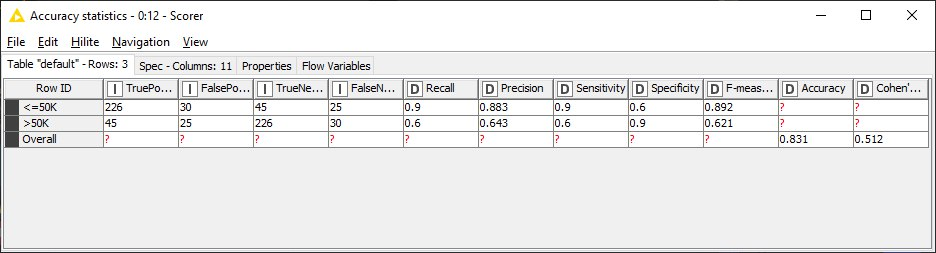 Accuracy statistics - 0:12 - Scorer
File Edit Hilite Navigation View
Table "default" - Rows: 3 Spec - Columns: 11 Properties Flow Variables
Row ID I TruePo... I FalsePo... I TrueNe... I FalseN... D Recall D Precision D Sensitivity D Specificity D F-meas... D Accuracy D Cohen'...
<=50K 226 30 45 25 0.9 0.883 0.9 0.6 0.892 ? ?
>50K 45 25 226 30 0.6 0.643 0.6 0.9 0.621 ? ?
Overall ? ? ? ? ? ? ? ? ? 0.831 0.512